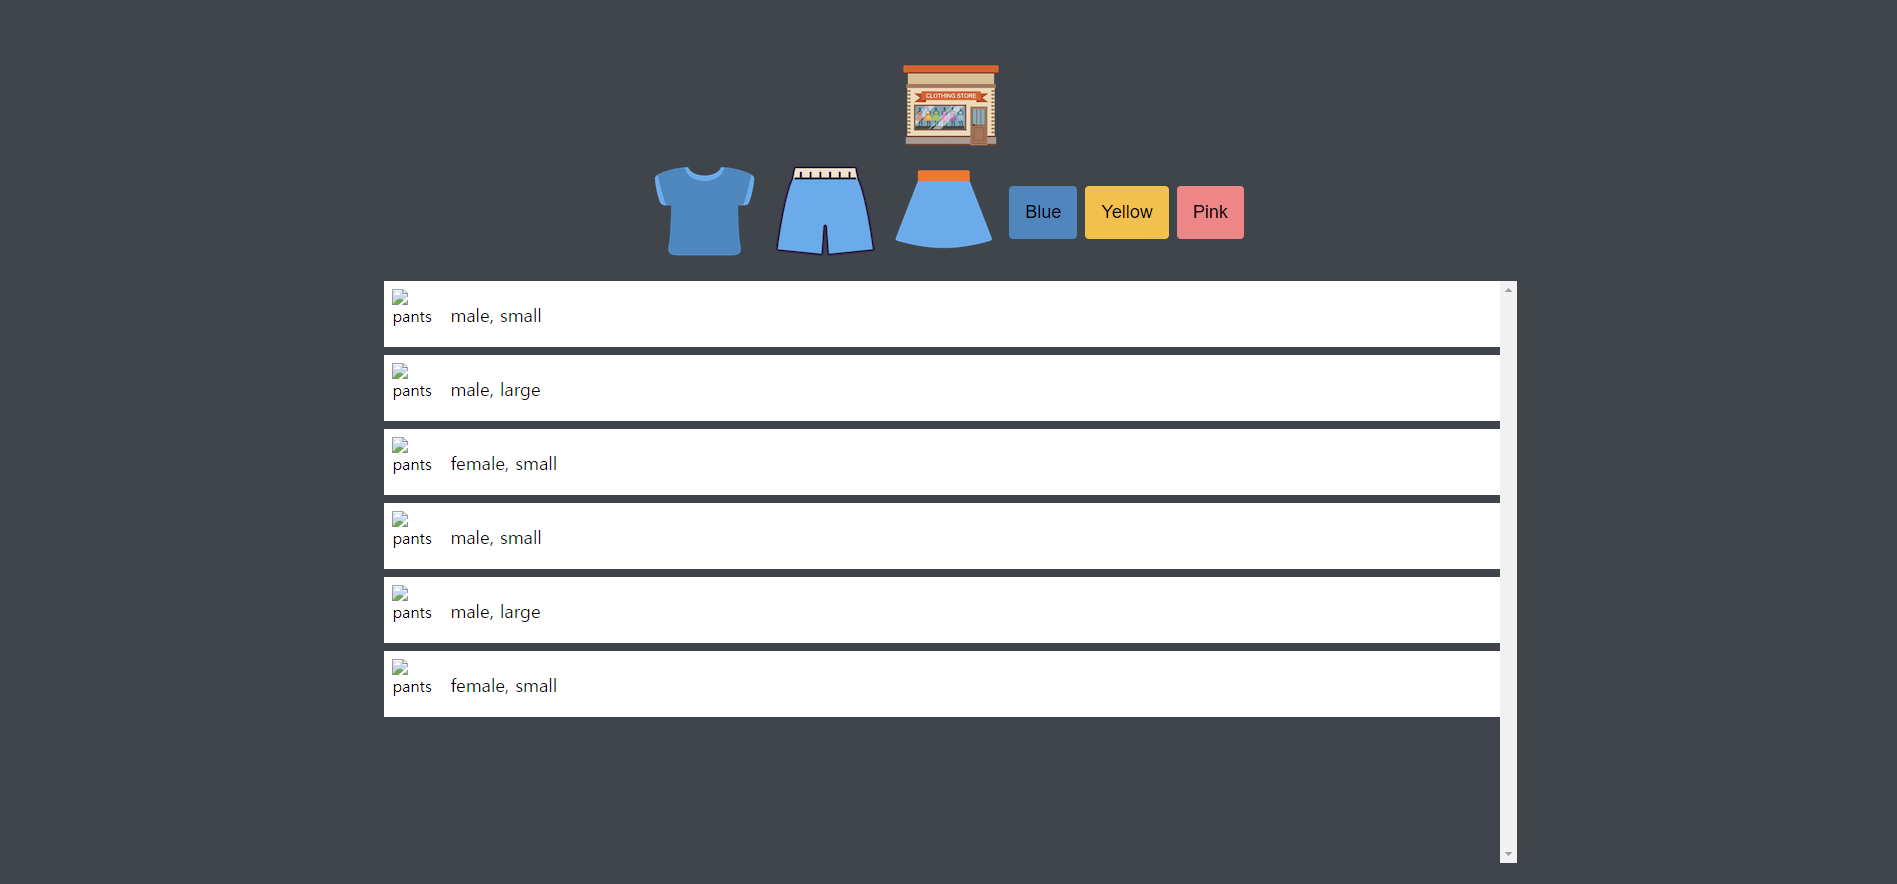 CLOTHING STORE
Blue
Yellow
Pink
pants
male, small
pants
male, large
pants
female, small
pants
male, small
pants
male, large
pants
female, small